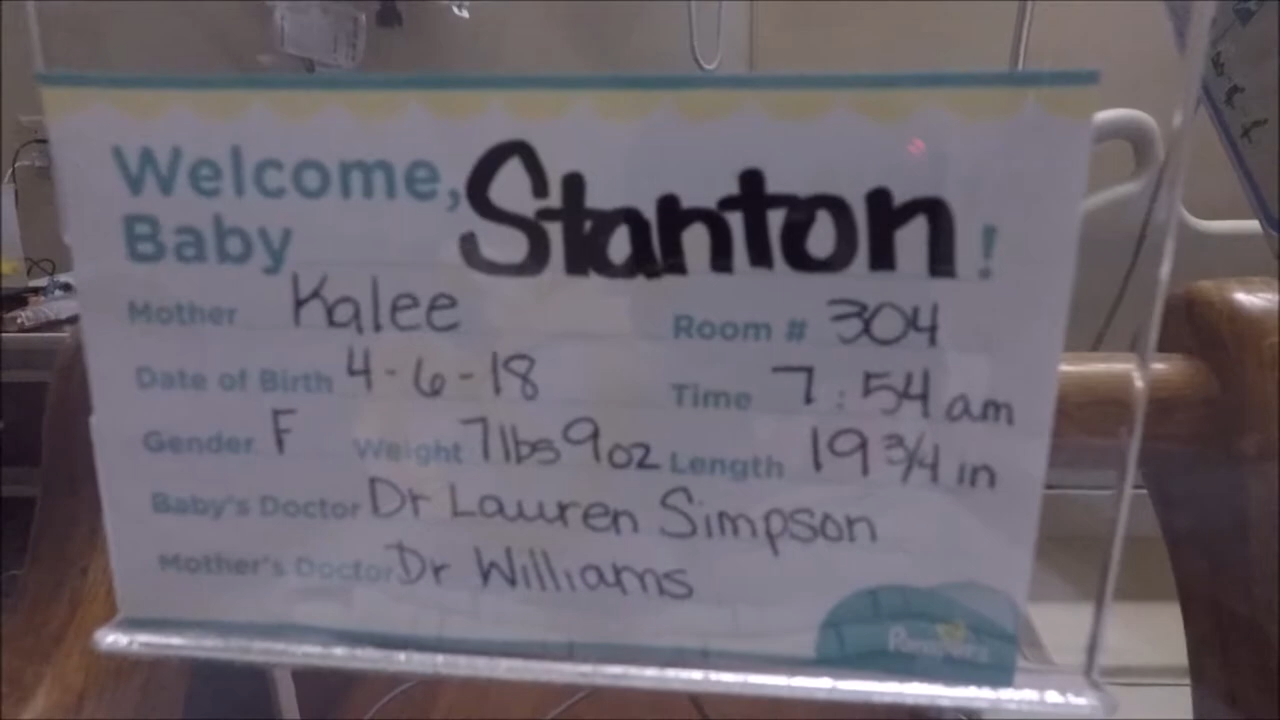 Welcome, Baby Stanton!
Mother Kalee Room # 304
Date of Birth 4-6-18 Time 7:54 am
Gender F Weight 7lbs 9oz Length 19 3/4 in
Baby's Doctor Dr Lauren Simpson
Mother's Doctor Dr Williams
Pampers